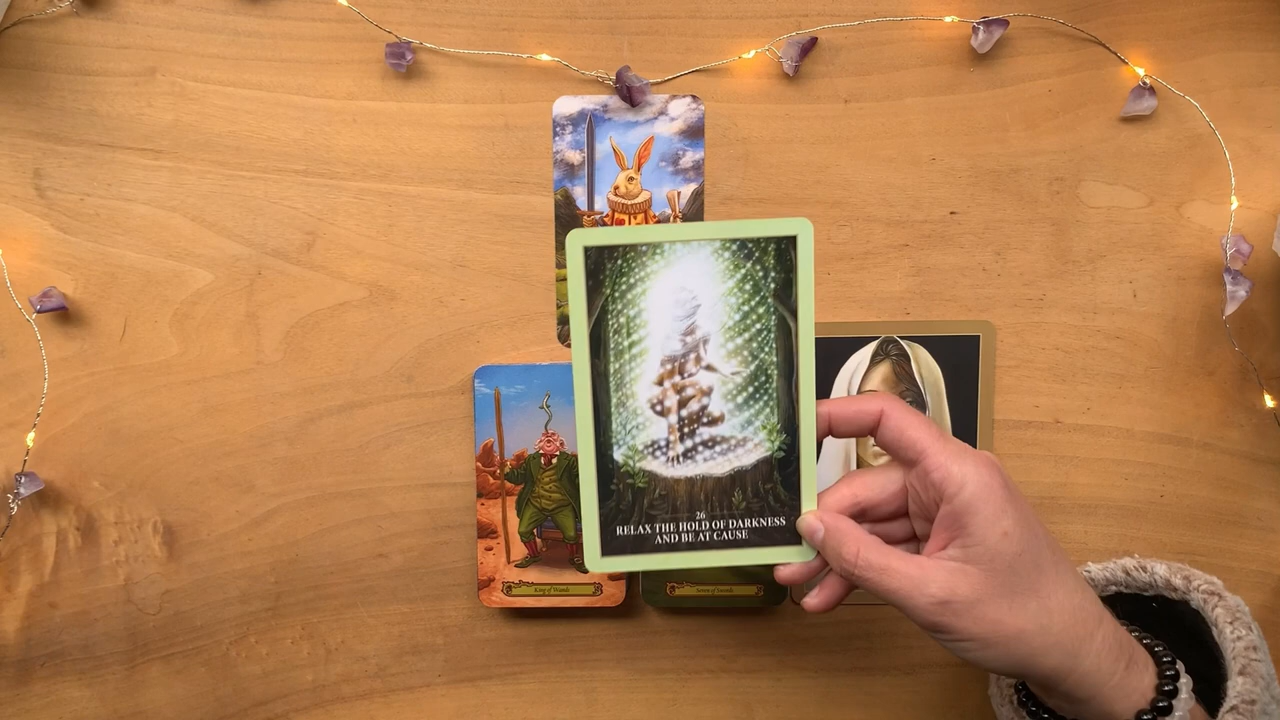 26
RELAX THE HOLD OF DARKNESS
AND BE AT CAUSE
King of Wands
Seven of Swords